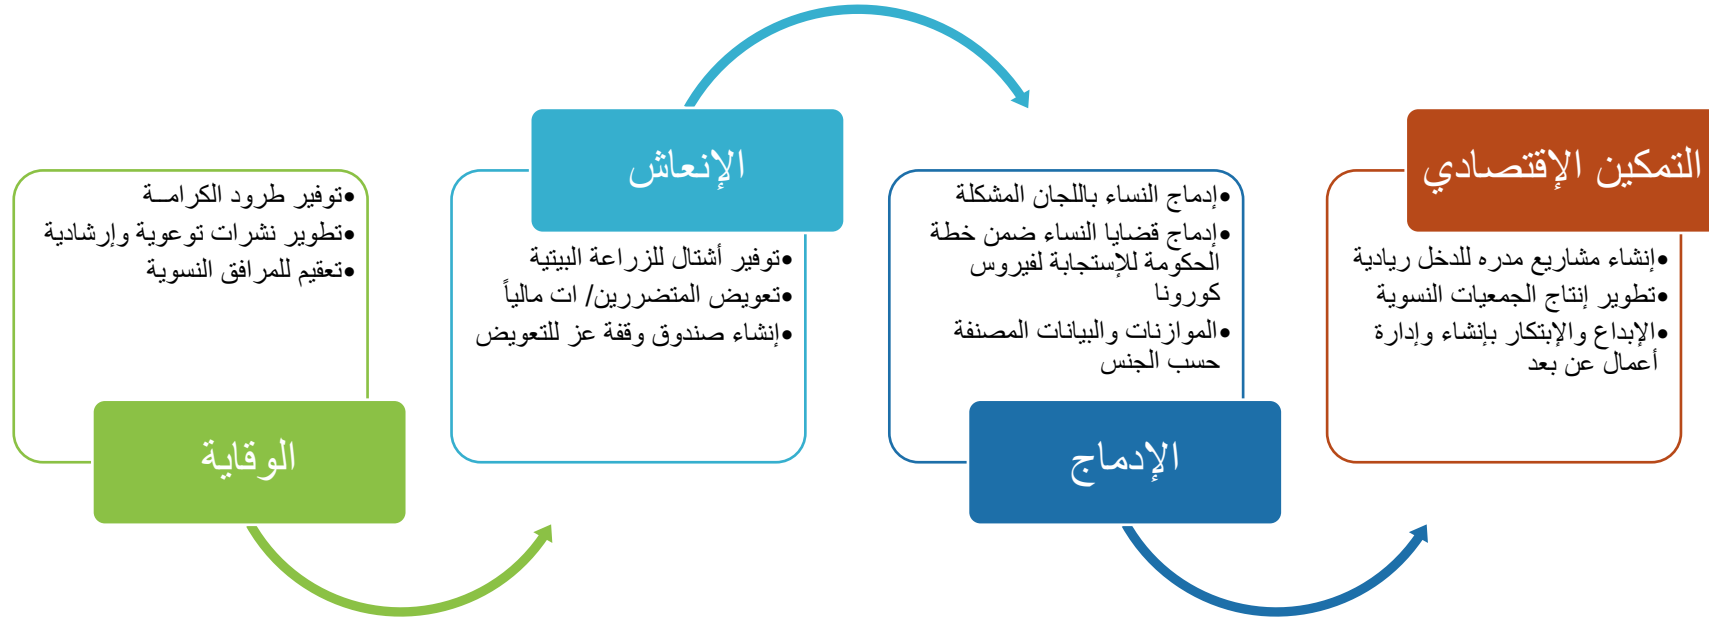 الوقاية
•توفير طرود الكرامــة
•تطوير نشرات توعوية وإرشادية
•تعقيم للمرافق النسوية
الإنعاش
•توفير أشتال للزراعة البيتية
•تعويض المتضررين/ ات مالياً
•إنشاء صندوق وقفة عز للتعويض
الإدماج
•إدماج النساء باللجان المشكلة
•إدماج قضايا النساء ضمن خطة
الحكومة للإستجابة لفيروس
كورونا
•الموازنات والبيانات المصنفة
حسب الجنس
التمكين الإقتصادي
•إنشاء مشاريع مدره للدخل ريادية
•تطوير إنتاج الجمعيات النسوية
•الإبداع والإبتكار بإنشاء وإدارة
أعمال عن بعد